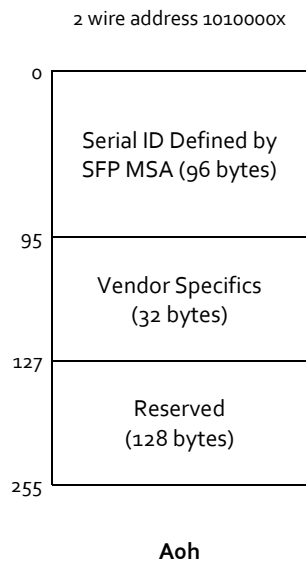 2 wire address 1010000x
0
Serial ID Defined by
SFP MSA (96 bytes)
95
Vendor Specifics
(32 bytes)
127
Reserved
(128 bytes)
255
A0h